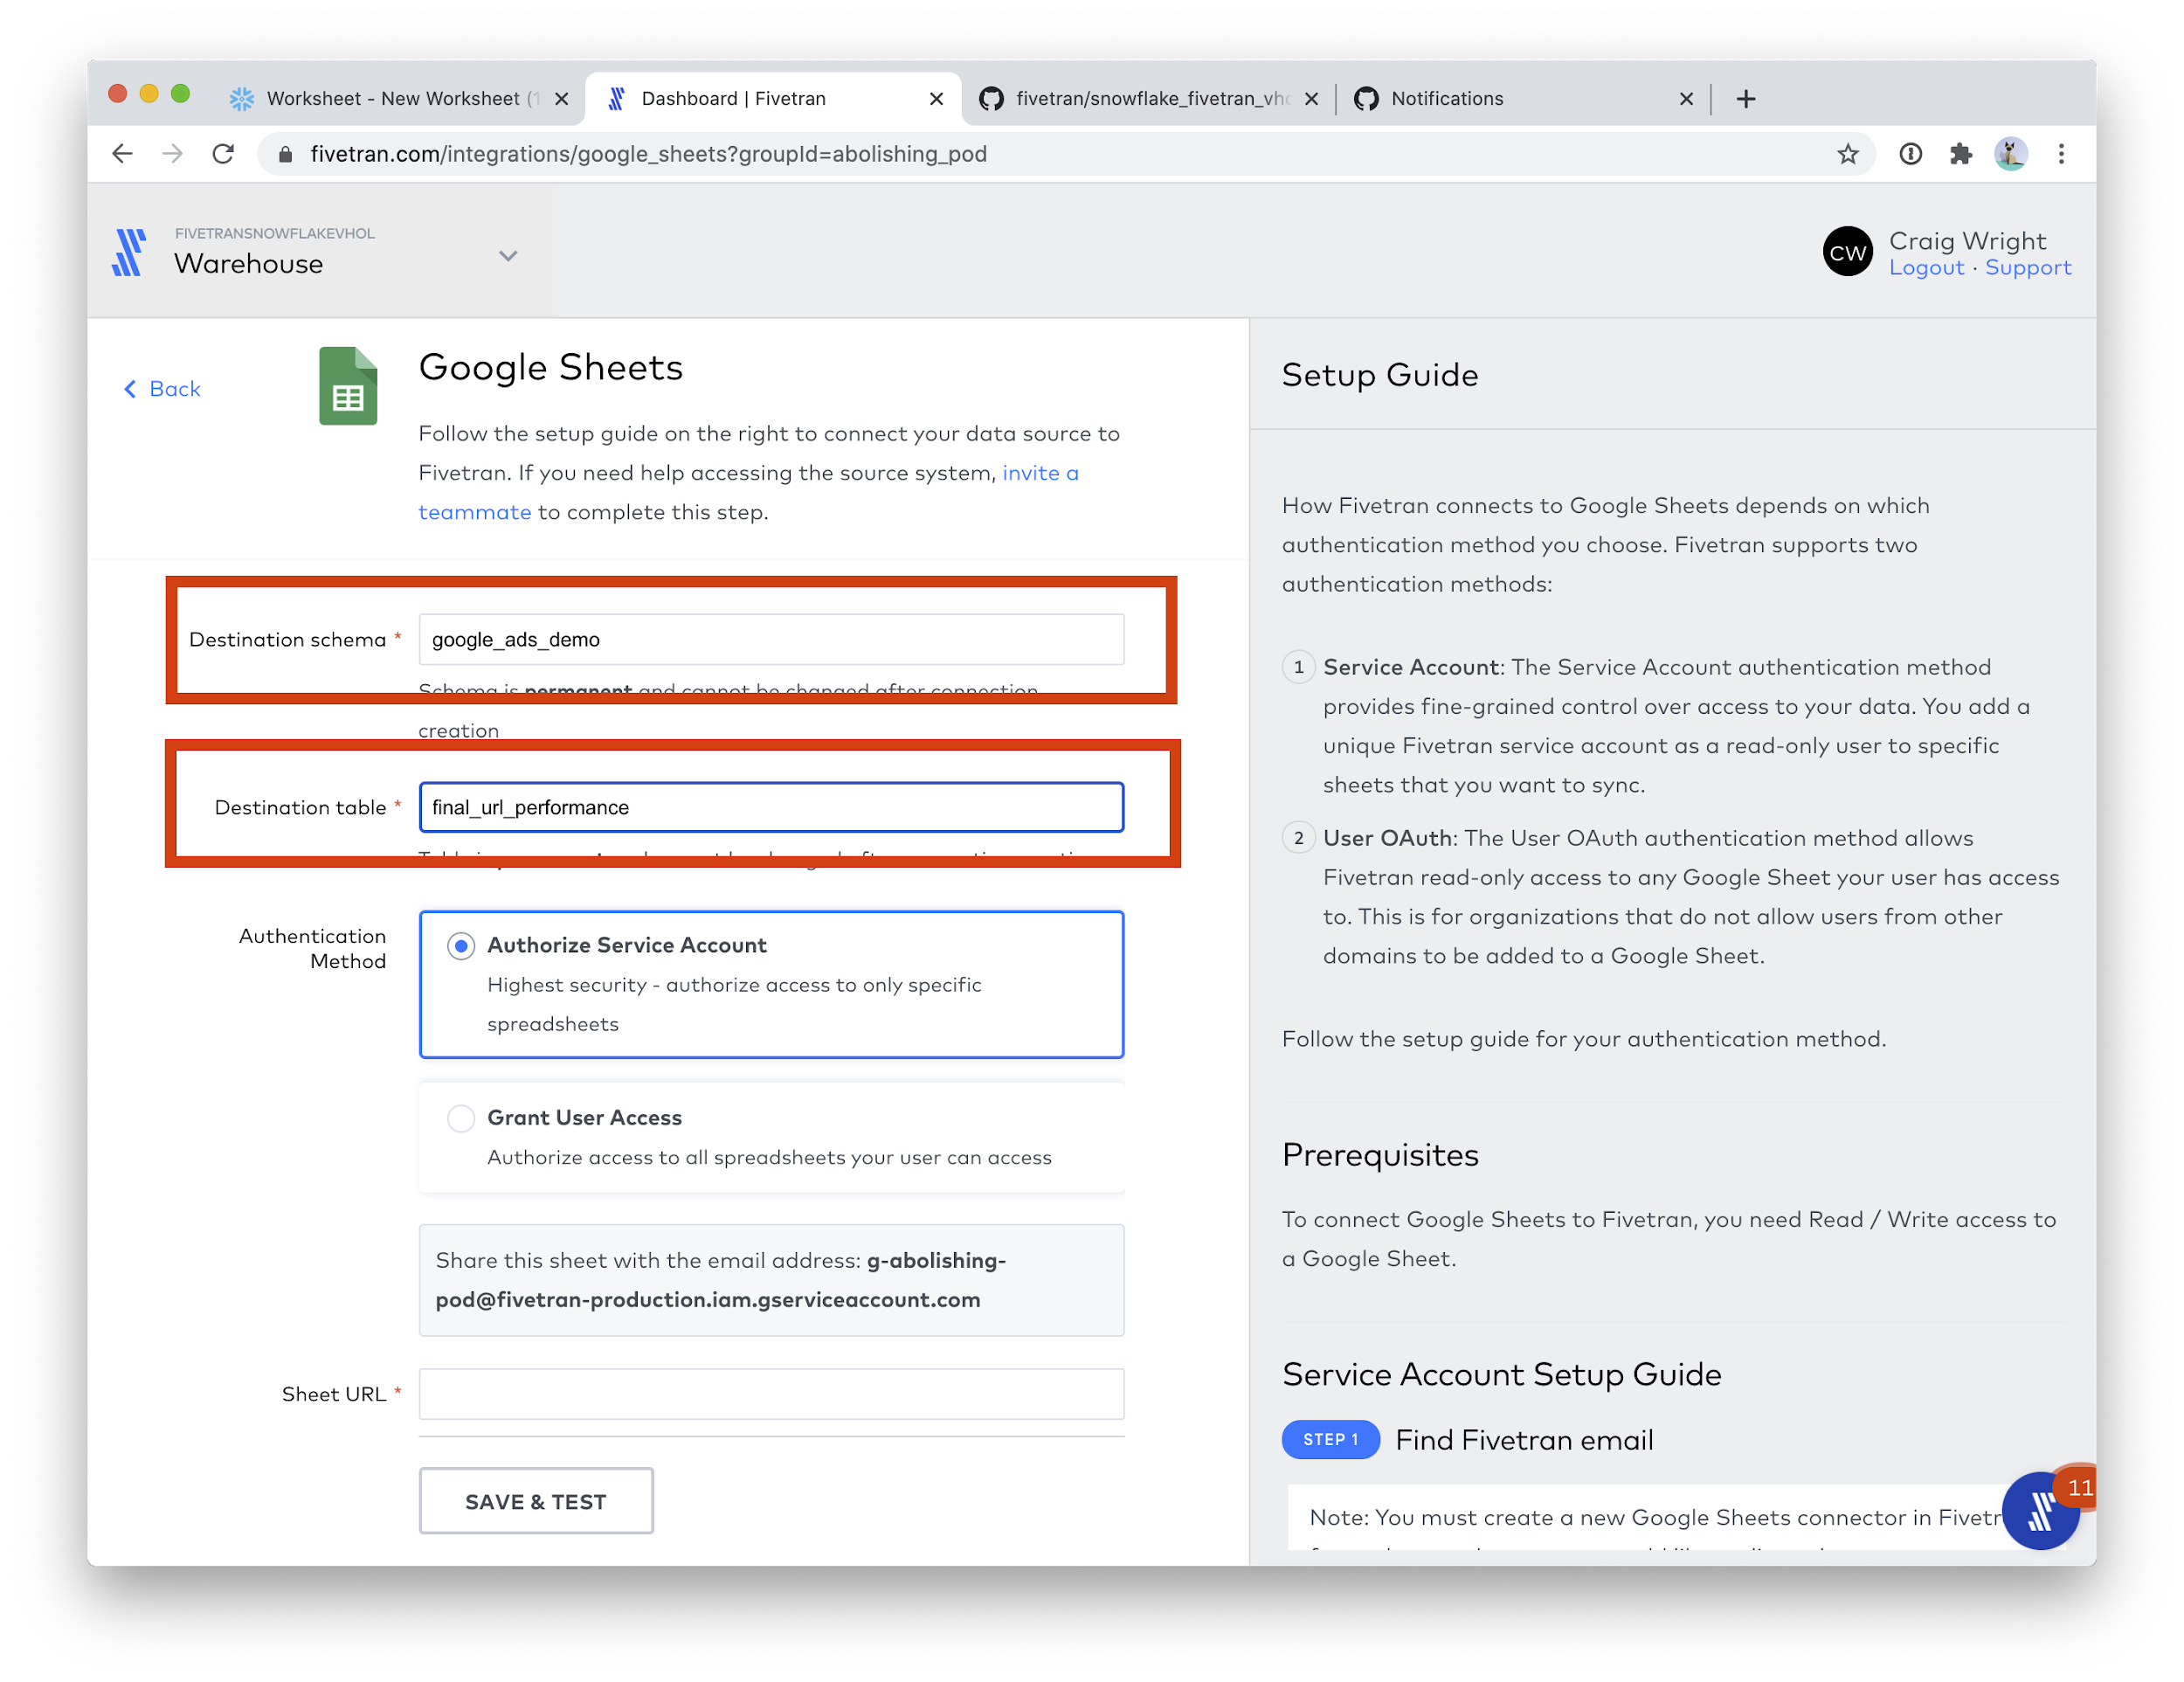 Worksheet - New Worksheet (1
Dashboard | Fivetran
fivetran/snowflake_fivetran_vho
Notifications
fivetran.com/integrations/google_sheets?groupId=abolishing_pod
FIVETRANSNOWFLAKEVHOL
Warehouse
CW
Craig Wright
Logout · Support
Back
Google Sheets
Follow the setup guide on the right to connect your data source to
Fivetran. If you need help accessing the source system, invite a
teammate to complete this step.
Destination schema *
google_ads_demo
Schema is permanent and cannot be changed after connection
creation
Destination table *
final_url_performance
Authentication
Method
Authorize Service Account
Highest security - authorize access to only specific
spreadsheets
Grant User Access
Authorize access to all spreadsheets your user can access
Share this sheet with the email address: g-abolishing-
pod@fivetran-production.iam.gserviceaccount.com
Sheet URL *
SAVE & TEST
Setup Guide
How Fivetran connects to Google Sheets depends on which
authentication method you choose. Fivetran supports two
authentication methods:
1 Service Account: The Service Account authentication method
provides fine-grained control over access to your data. You add a
unique Fivetran service account as a read-only user to specific
sheets that you want to sync.
2 User OAuth: The User OAuth authentication method allows
Fivetran read-only access to any Google Sheet your user has access
to. This is for organizations that do not allow users from other
domains to be added to a Google Sheet.
Follow the setup guide for your authentication method.
Prerequisites
To connect Google Sheets to Fivetran, you need Read / Write access to
a Google Sheet.
Service Account Setup Guide
STEP 1 Find Fivetran email
Note: You must create a new Google Sheets connector in Fivetr
11